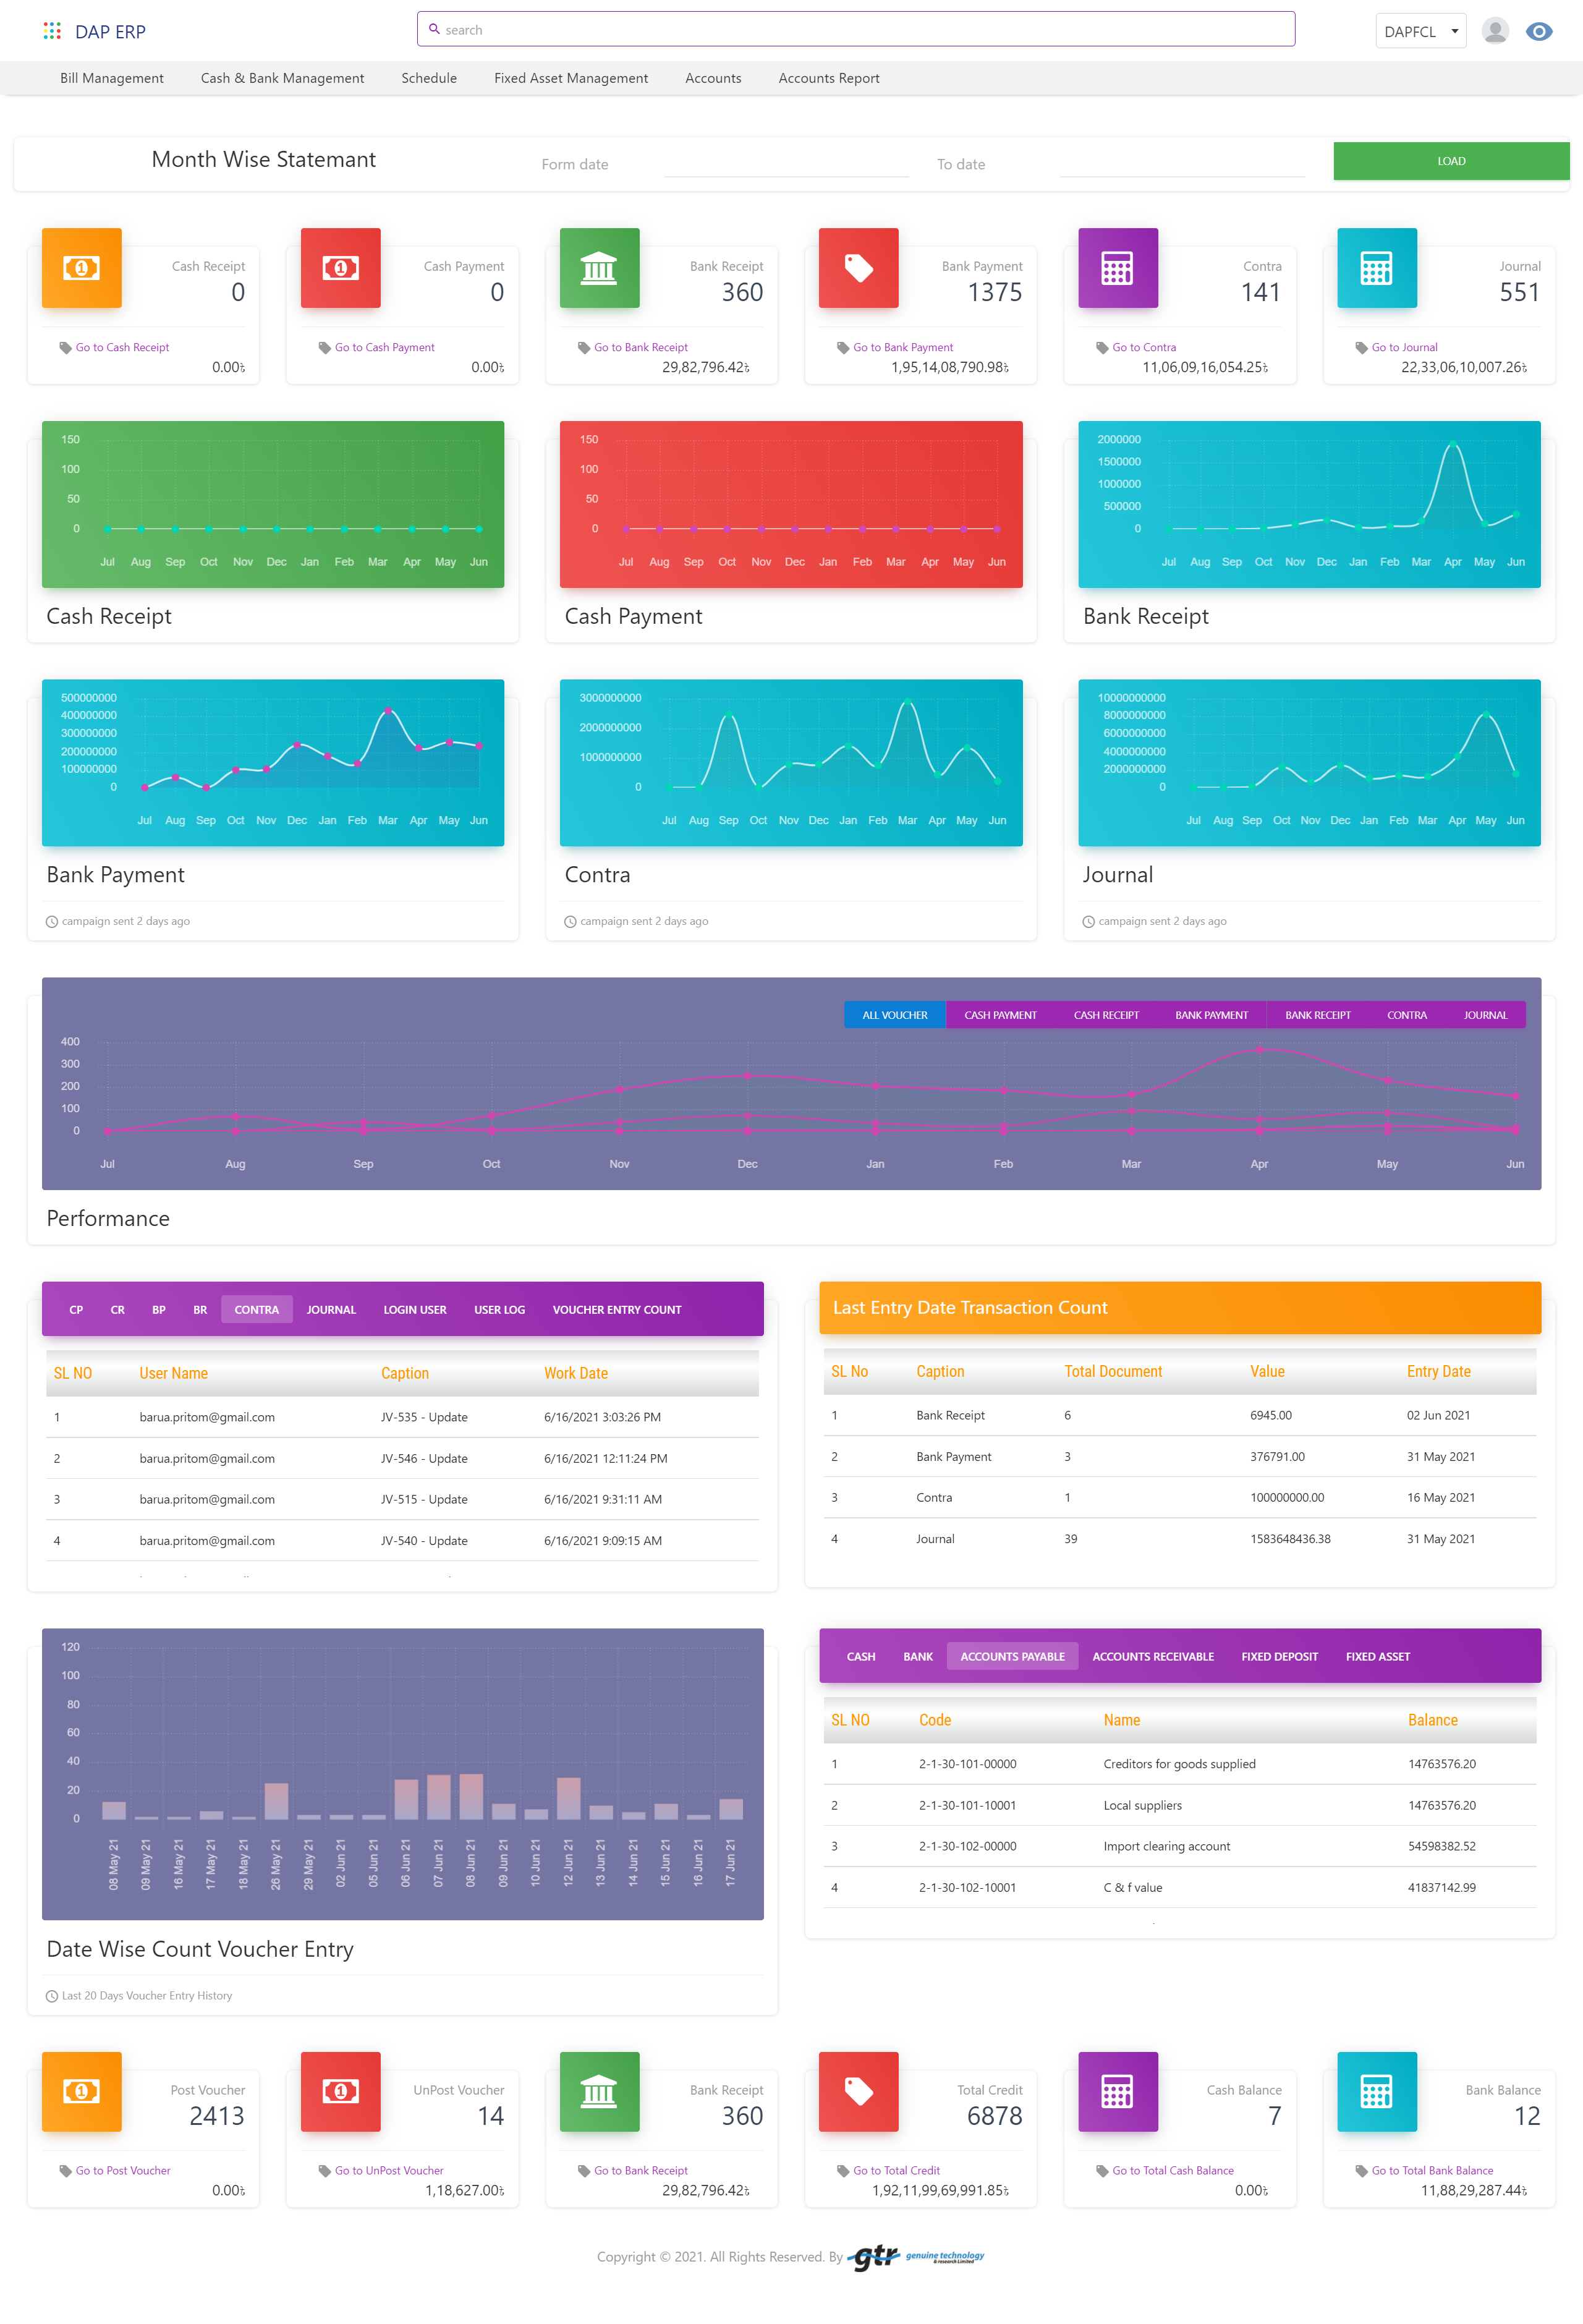 DAP ERP
search
DAPFCL
Bill Management Cash & Bank Management Schedule Fixed Asset Management Accounts Accounts Report
Month Wise Statemant Form date To date LOAD
Cash Receipt Cash Payment Bank Receipt Bank Payment Contra Journal
0 0 360 1375 141 551
Go to Cash Receipt Go to Cash Payment Go to Bank Receipt Go to Bank Payment Go to Contra Go to Journal
0.00৳ 0.00৳ 29,82,796.42৳ 1,95,14,08,790.98৳ 11,06,09,16,054.25৳ 22,33,06,10,007.26৳
150
100
50
0
Jul Aug Sep Oct Nov Dec Jan Feb Mar Apr May Jun
Cash Receipt
150
100
50
0
Jul Aug Sep Oct Nov Dec Jan Feb Mar Apr May Jun
Cash Payment
2000000
1500000
1000000
500000
0
Jul Aug Sep Oct Nov Dec Jan Feb Mar Apr May Jun
Bank Receipt
500000000
400000000
300000000
200000000
100000000
0
Jul Aug Sep Oct Nov Dec Jan Feb Mar Apr May Jun
Bank Payment
campaign sent 2 days ago
3000000000
2000000000
1000000000
0
Jul Aug Sep Oct Nov Dec Jan Feb Mar Apr May Jun
Contra
campaign sent 2 days ago
10000000000
8000000000
6000000000
4000000000
2000000000
0
Jul Aug Sep Oct Nov Dec Jan Feb Mar Apr May Jun
Journal
campaign sent 2 days ago
ALL VOUCHER CASH PAYMENT CASH RECEIPT BANK PAYMENT BANK RECEIPT CONTRA JOURNAL
400
300
200
100
0
Jul Aug Sep Oct Nov Dec Jan Feb Mar Apr May Jun
Performance
CP CR BP BR CONTRA JOURNAL LOGIN USER USER LOG VOUCHER ENTRY COUNT
SL NO User Name Caption Work Date
1 barua.pritom@gmail.com JV-535 - Update 6/16/2021 3:03:26 PM
2 barua.pritom@gmail.com JV-546 - Update 6/16/2021 12:11:24 PM
3 barua.pritom@gmail.com JV-515 - Update 6/16/2021 9:31:11 AM
4 barua.pritom@gmail.com JV-540 - Update 6/16/2021 9:09:15 AM
Last Entry Date Transaction Count
SL No Caption Total Document Value Entry Date
1 Bank Receipt 6 6945.00 02 Jun 2021
2 Bank Payment 3 376791.00 31 May 2021
3 Contra 1 100000000.00 16 May 2021
4 Journal 39 1583648436.38 31 May 2021
120
100
80
60
40
20
0
08 May 21 09 May 21 16 May 21 17 May 21 18 May 21 26 May 21 29 May 21 02 Jun 21 05 Jun 21 06 Jun 21 07 Jun 21 08 Jun 21 09 Jun 21 10 Jun 21 12 Jun 21 13 Jun 21 14 Jun 21 15 Jun 21 16 Jun 21 17 Jun 21
Date Wise Count Voucher Entry
Last 20 Days Voucher Entry History
CASH BANK ACCOUNTS PAYABLE ACCOUNTS RECEIVABLE FIXED DEPOSIT FIXED ASSET
SL NO Code Name Balance
1 2-1-30-101-00000 Creditors for goods supplied 14763576.20
2 2-1-30-101-10001 Local suppliers 14763576.20
3 2-1-30-102-00000 Import clearing account 54598382.52
4 2-1-30-102-10001 C & f value 41837142.99
Post Voucher UnPost Voucher Bank Receipt Total Credit Cash Balance Bank Balance
2413 14 360 6878 7 12
Go to Post Voucher Go to UnPost Voucher Go to Bank Receipt Go to Total Credit Go to Total Cash Balance Go to Total Bank Balance
0.00৳ 1,18,627.00৳ 29,82,796.42৳ 1,92,11,99,69,991.85৳ 0.00৳ 11,88,29,287.44৳
Copyright © 2021. All Rights Reserved. By gtr genuine technology
& research Limited